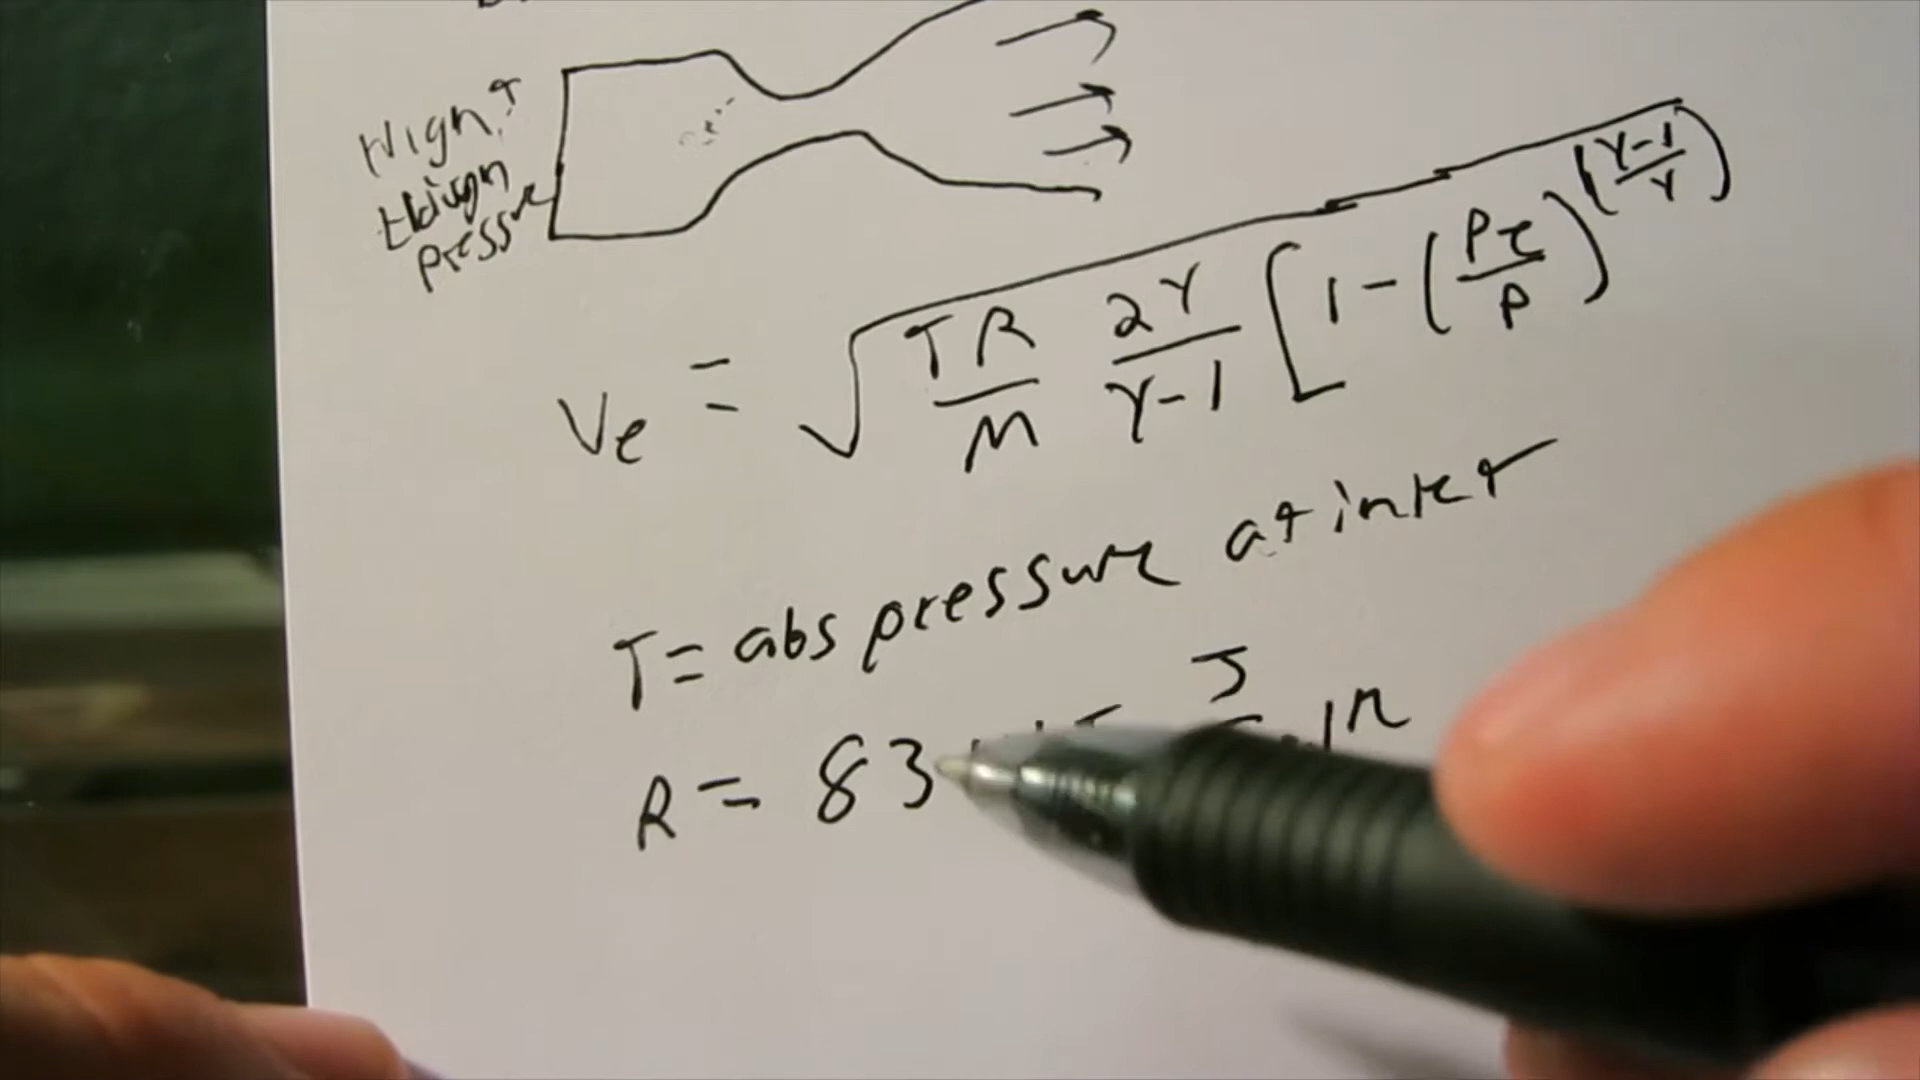 High T
High
pressure
Ve = √ TR/M 2γ/γ-1 [1-(Pe/P)^(γ-1/γ)
T= abs pressure at inlet
R = 83
J